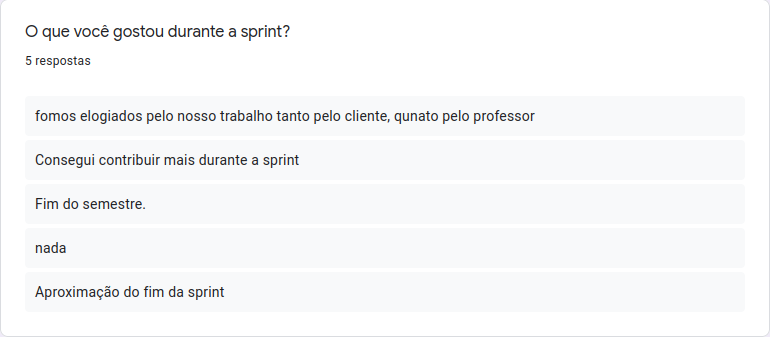 O que você gostou durante a sprint?
5 respostas
fomos elogiados pelo nosso trabalho tanto pelo cliente, qunato pelo professor
Consegui contribuir mais durante a sprint
Fim do semestre.
nada
Aproximação do fim da sprint